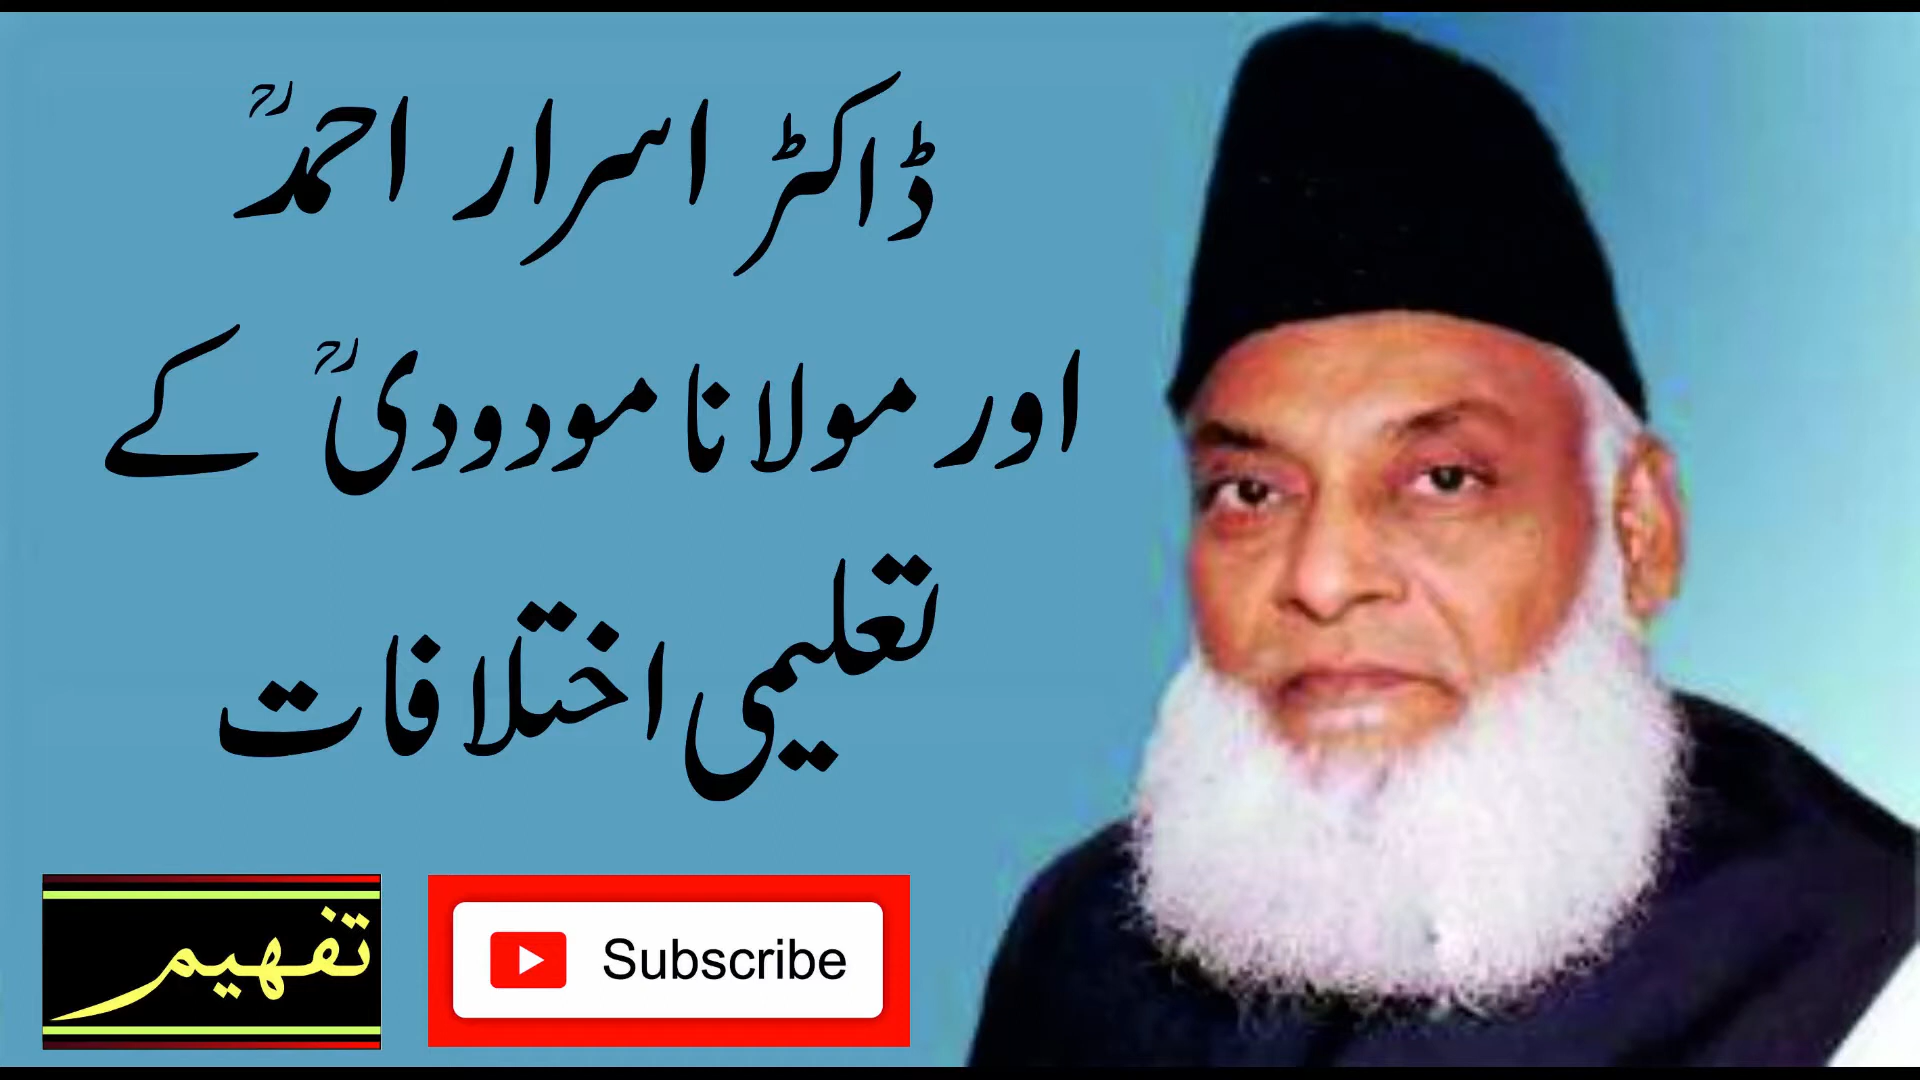 ڈاکٹر اسرار احمدؒ
اور مولانا مودودیؒ کے
تعلیمی اختلافات
تفہیم
Subscribe